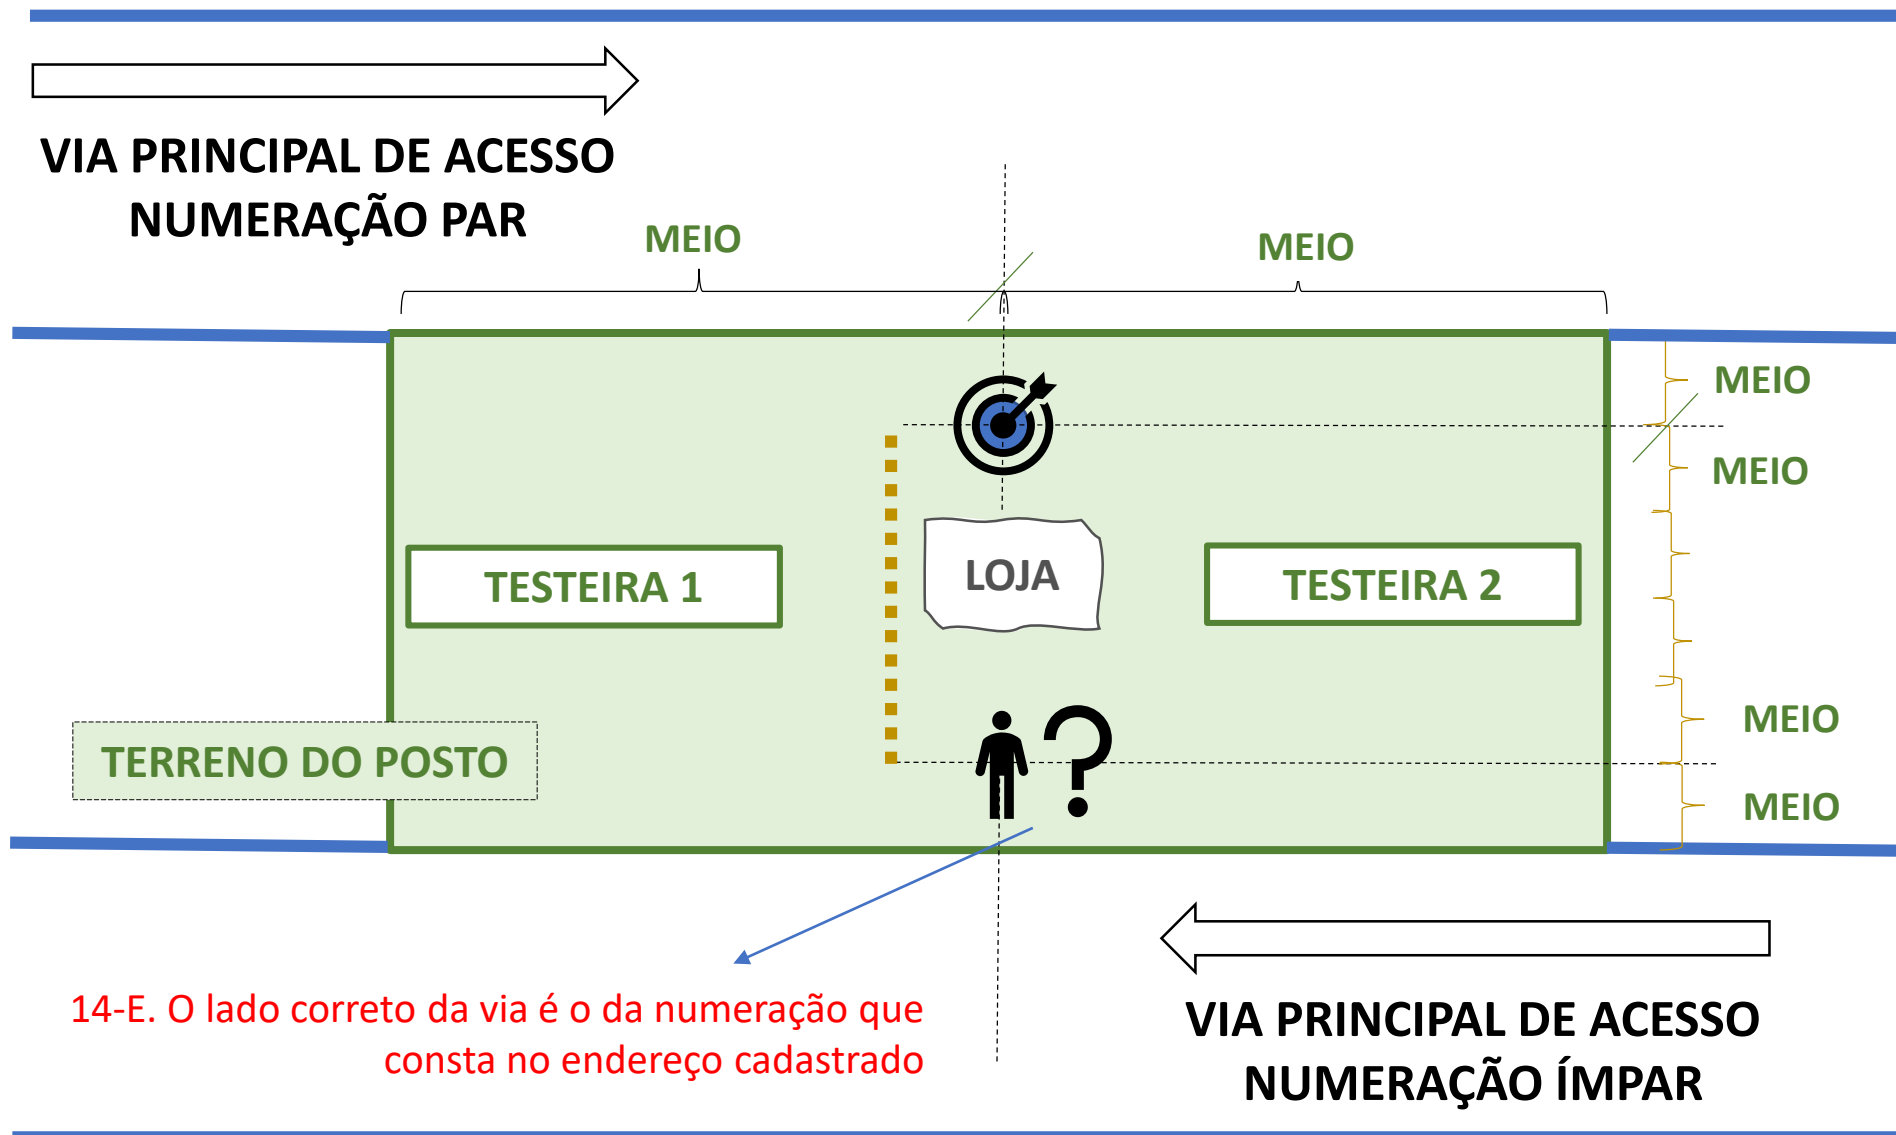 VIA PRINCIPAL DE ACESSO
NUMERAÇÃO PAR
MEIO
MEIO
MEIO
MEIO
LOJA
TESTEIRA 1
TESTEIRA 2
?
MEIO
TERRENO DO POSTO
MEIO
14-E. O lado correto da via é o da numeração que
consta no endereço cadastrado
VIA PRINCIPAL DE ACESSO
NUMERAÇÃO ÍMPAR